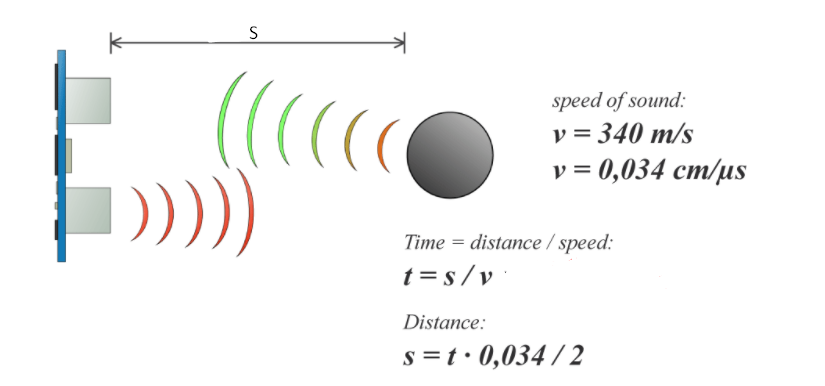 S
speed of sound:
v = 340 m/s
v = 0,034 cm/μs
Time = distance / speed:
t = s / v
Distance:
s = t · 0,034 / 2